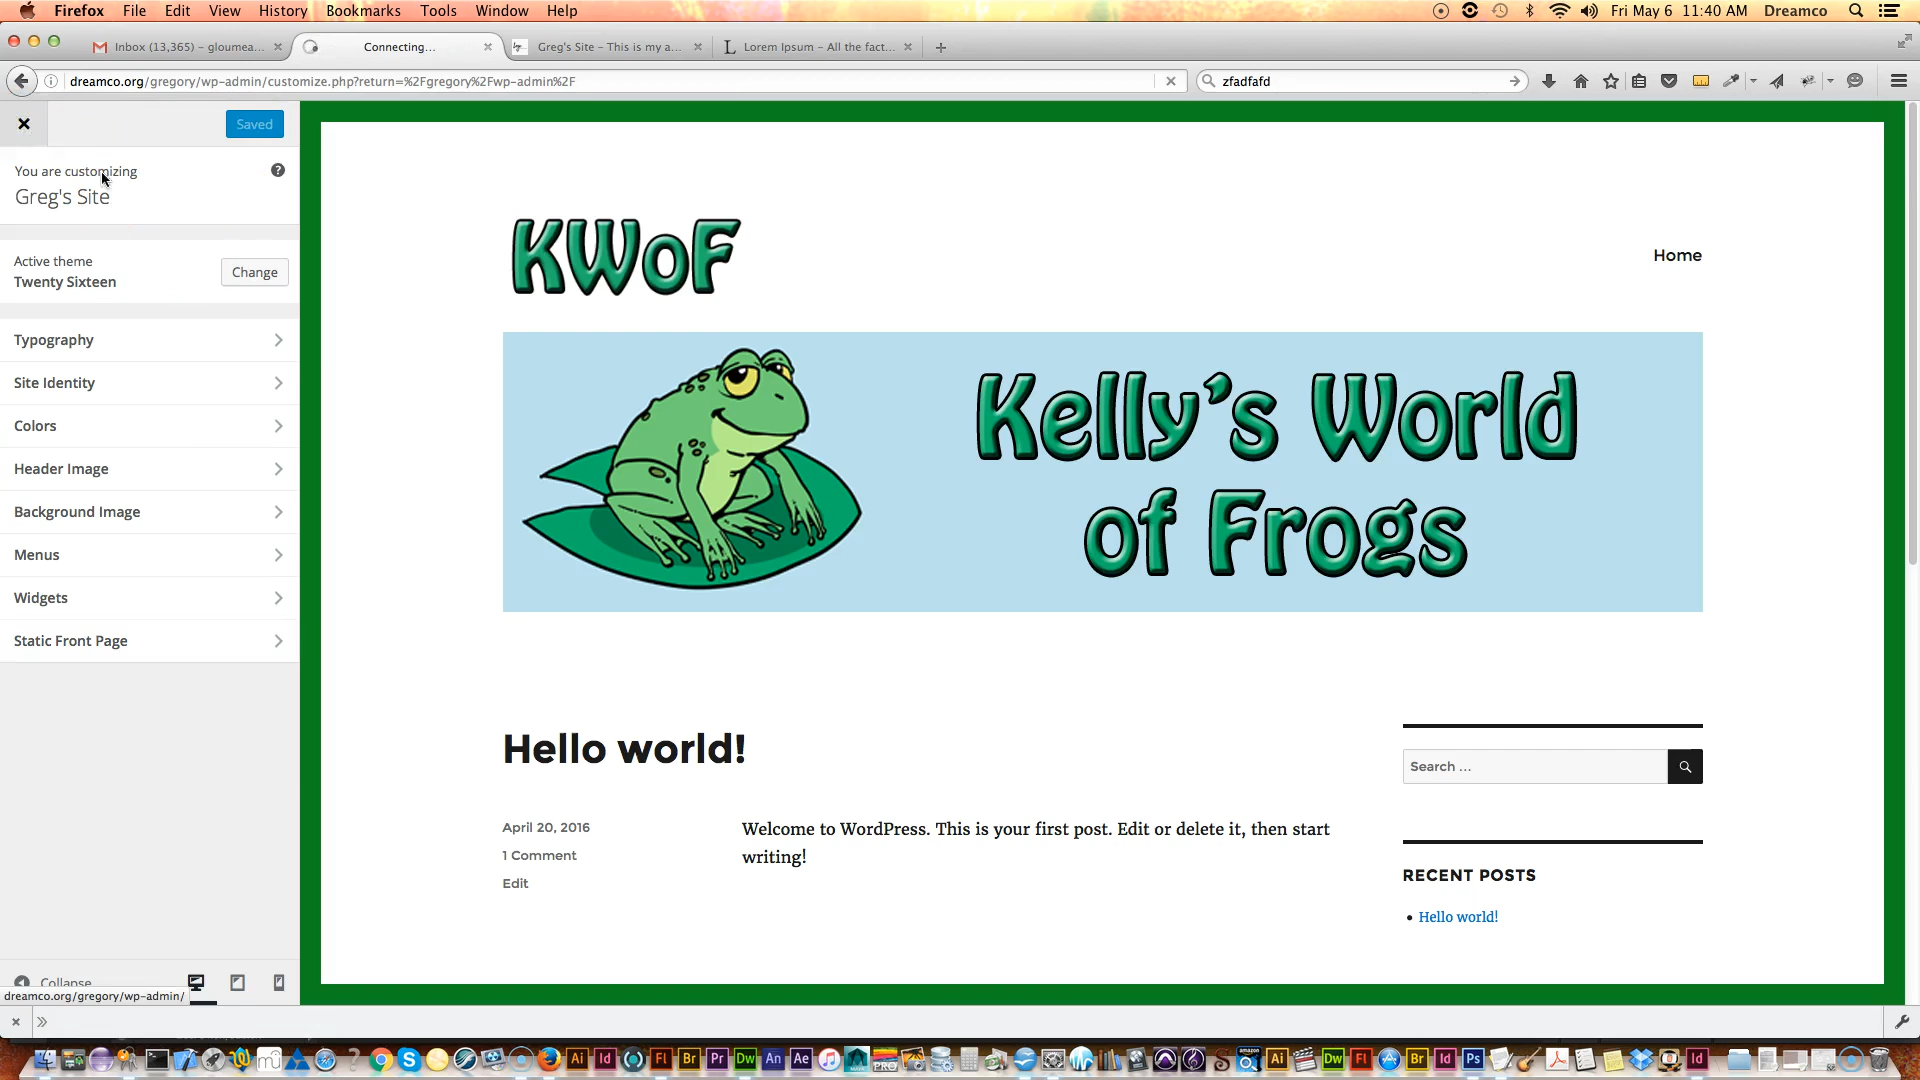 Firefox File Edit View History Bookmarks Tools Window Help Fri May 6 11:40 AM Dreamco
Inbox (13,365) – gloumea... Connecting... Greg's Site – This is my a... Lorem Ipsum – All the fact...
dreamco.org/gregory/wp-admin/customize.php?return=%2Fgregory%2Fwp-admin%2F zfadfafd
Saved
You are customizing
Greg's Site
Active theme
Twenty Sixteen
Change
Typography
Site Identity
Colors
Header Image
Background Image
Menus
Widgets
Static Front Page
Collapse
dreamco.org/gregory/wp-admin/
KWoF
Home
Kelly's World
of Frogs
Hello world!
April 20, 2016
1 Comment
Edit
Welcome to WordPress. This is your first post. Edit or delete it, then start
writing!
Search ...
RECENT POSTS
Hello world!